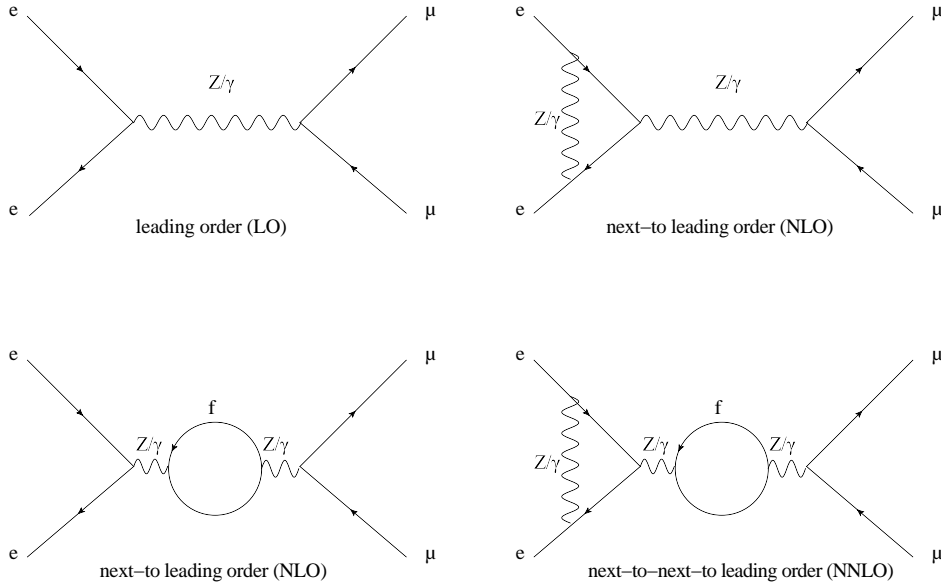 e
μ
Z/γ
e
μ
leading order (LO)
e
μ
Z/γ
Z/γ
e
μ
next−to leading order (NLO)
e
μ
f
Z/γ
Z/γ
e
μ
next−to leading order (NLO)
e
μ
f
Z/γ
Z/γ
Z/γ
e
μ
next−to−next−to leading order (NNLO)